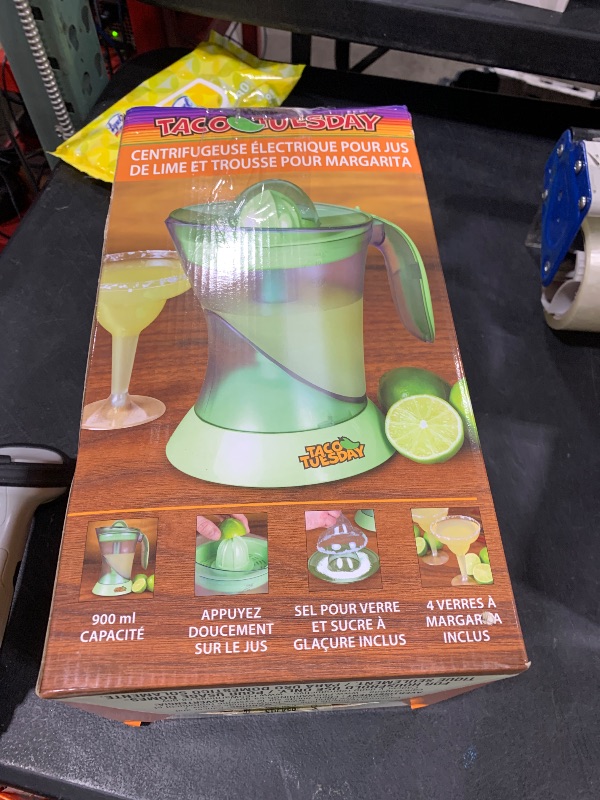 TACO TUESDAY
CENTRIFUGEUSE ÉLECTRIQUE POUR JUS
DE LIME ET TROUSSE POUR MARGARITA
TACO
TUESDAY
900 ml
CAPACITÉ
APPUYEZ
DOUCEMENT
SUR LE JUS
SEL POUR VERRE
ET SUCRE À
GLAÇURE INCLUS
4 VERRES À
MARGARITA
INCLUS